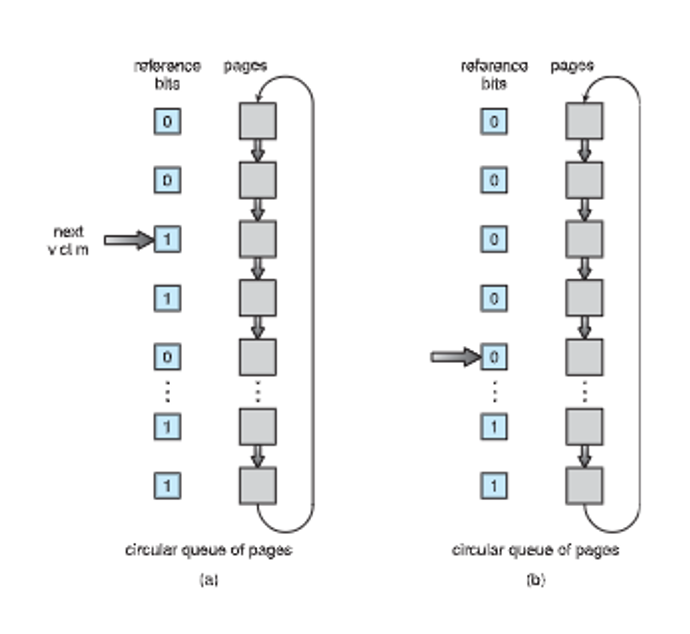 reference bits
pages
0
0
next
1
1
0
1
1
circular queue of pages
(a)
reference bits
pages
0
0
0
0
0
1
1
circular queue of pages
(b)